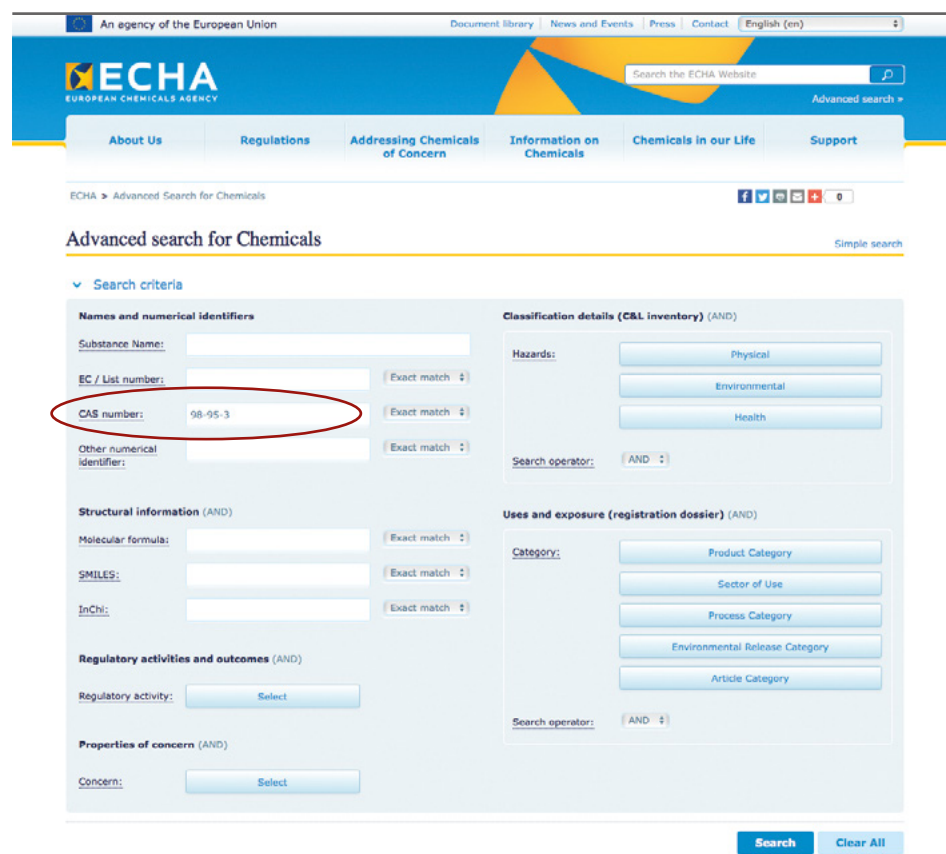 An agency of the European Union
Document library News and Events Press Contact English (en)
ECHA
EUROPEAN CHEMICALS AGENCY
Search the ECHA Website
Advanced search »
About Us Regulations Addressing Chemicals of Concern Information on Chemicals Chemicals in our Life Support
ECHA > Advanced Search for Chemicals
0
Advanced search for Chemicals
Simple search
Search criteria
Names and numerical identifiers
Substance Name:
EC / List number: Exact match
CAS number: 98-95-3 Exact match
Other numerical
identifier: Exact match
Structural information (AND)
Molecular formula: Exact match
SMILES: Exact match
InChi: Exact match
Regulatory activities and outcomes (AND)
Regulatory activity: Select
Properties of concern (AND)
Concern: Select
Classification details (C&L inventory) (AND)
Hazards: Physical
Environmental
Health
Search operator: AND
Uses and exposure (registration dossier) (AND)
Category: Product Category
Sector of Use
Process Category
Environmental Release Category
Article Category
Search operator: AND
Search Clear All